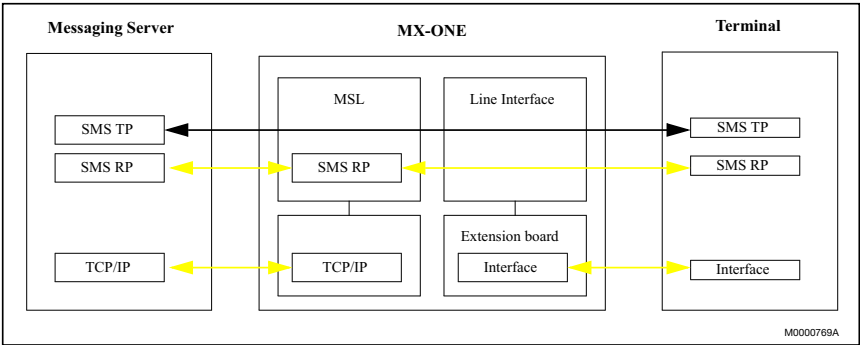 Messaging Server
MX-ONE
Terminal
MSL
Line Interface
SMS TP
SMS TP
SMS RP
SMS RP
SMS RP
Extension board
TCP/IP
TCP/IP
Interface
Interface
M0000769A